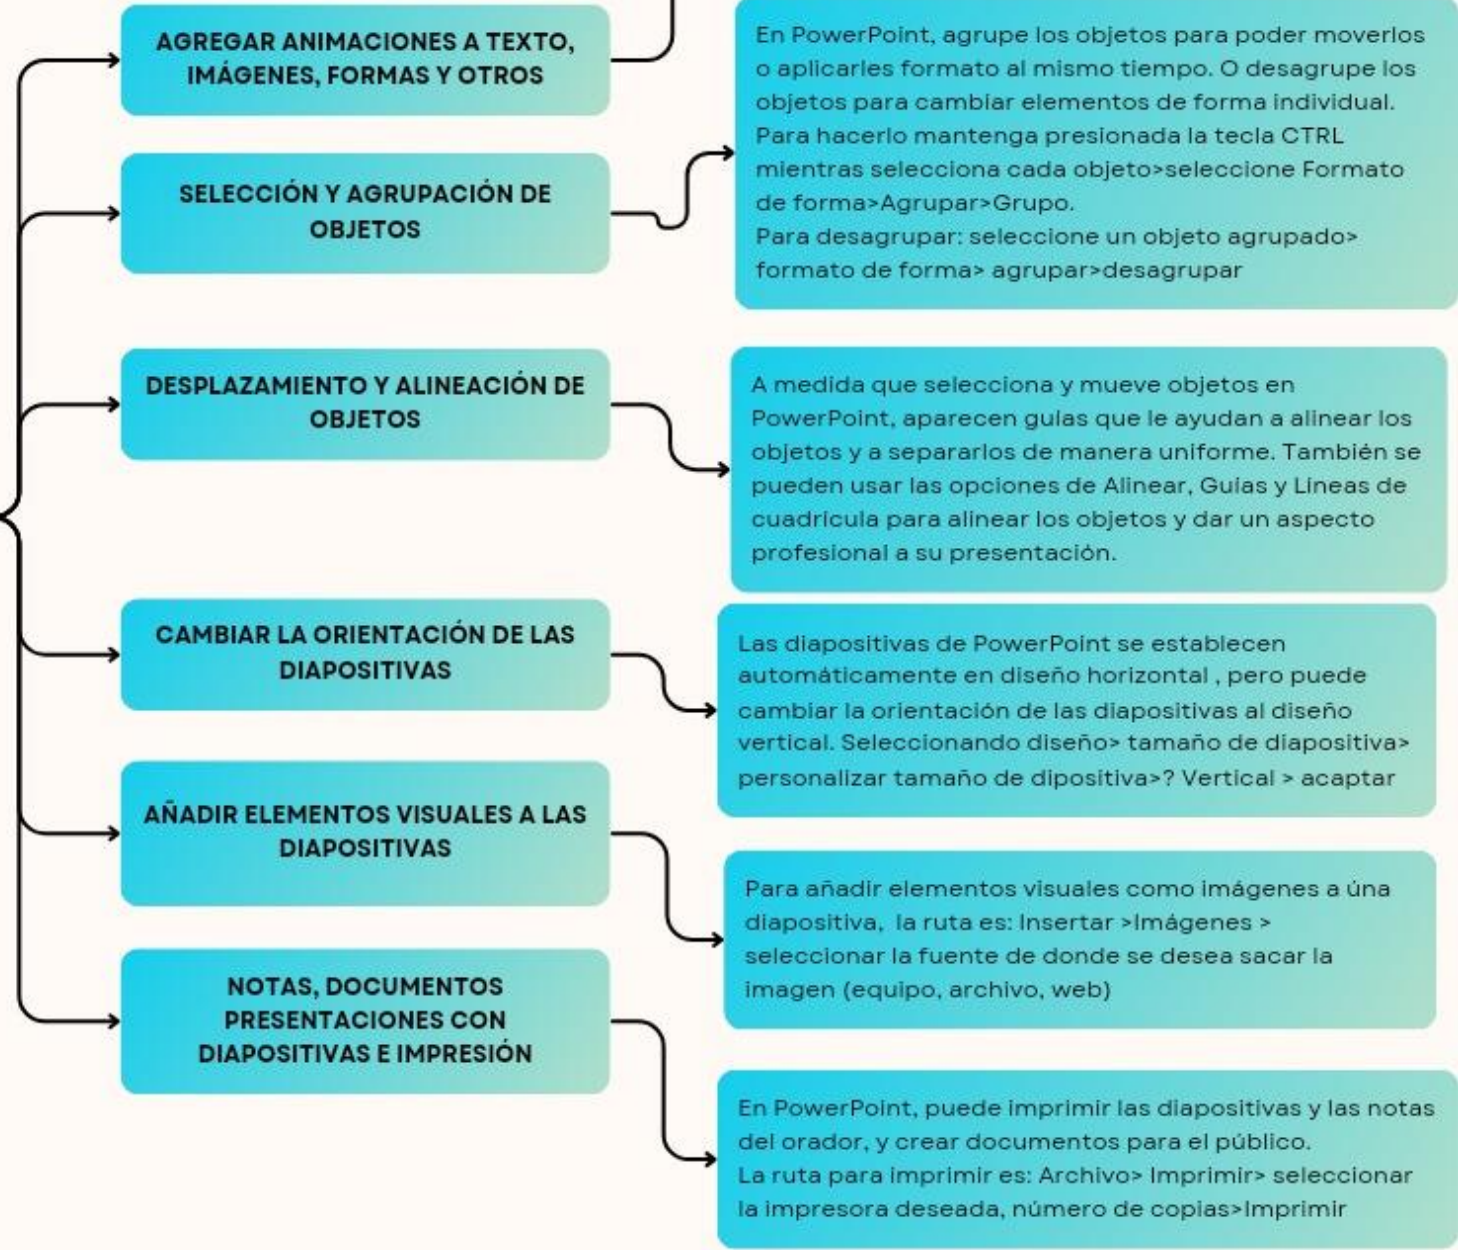 AGREGAR ANIMACIONES A TEXTO,
IMÁGENES, FORMAS Y OTROS
En PowerPoint, agrupe los objetos para poder moverlos
o aplicarles formato al mismo tiempo. O desagrupe los
objetos para cambiar elementos de forma individual.
Para hacerlo mantenga presionada la tecla CTRL
mientras selecciona cada objeto>seleccione Formato
de forma>Agrupar>Grupo.
Para desagrupar: seleccione un objeto agrupado>
formato de forma> agrupar>desagrupar
SELECCIÓN Y AGRUPACIÓN DE
OBJETOS
DESPLAZAMIENTO Y ALINEACIÓN DE
OBJETOS
A medida que selecciona y mueve objetos en
PowerPoint, aparecen guías que le ayudan a alinear los
objetos y a separarlos de manera uniforme. También se
pueden usar las opciones de Alinear, Guías y Líneas de
cuadrícula para alinear los objetos y dar un aspecto
profesional a su presentación.
CAMBIAR LA ORIENTACIÓN DE LAS
DIAPOSITIVAS
Las diapositivas de PowerPoint se establecen
automáticamente en diseño horizontal , pero puede
cambiar la orientación de las diapositivas al diseño
vertical. Seleccionando diseño> tamaño de diapositiva>
personalizar tamaño de dipositiva>? Vertical > acaptar
AÑADIR ELEMENTOS VISUALES A LAS
DIAPOSITIVAS
Para añadir elementos visuales como imágenes a úna
diapositiva,  la ruta es: Insertar >Imágenes >
seleccionar la fuente de donde se desea sacar la
imagen (equipo, archivo, web)
NOTAS, DOCUMENTOS
PRESENTACIONES CON
DIAPOSITIVAS E IMPRESIÓN
En PowerPoint, puede imprimir las diapositivas y las notas
del orador, y crear documentos para el público.
La ruta para imprimir es: Archivo> Imprimir> seleccionar
la impresora deseada, número de copias>Imprimir